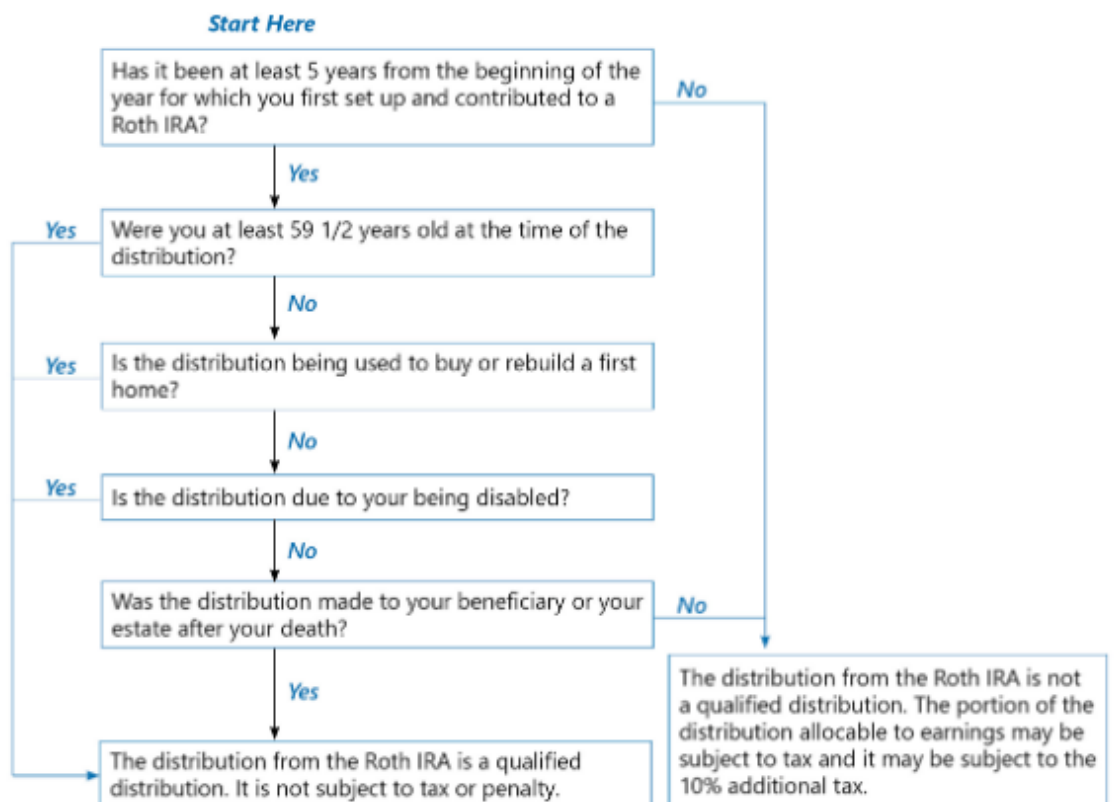 Start Here
Has it been at least 5 years from the beginning of the
year for which you first set up and contributed to a
Roth IRA?
No
Yes
Yes
Were you at least 59 1/2 years old at the time of the
distribution?
No
Yes
Is the distribution being used to buy or rebuild a first
home?
No
Yes
Is the distribution due to your being disabled?
No
Was the distribution made to your beneficiary or your
estate after your death?
No
Yes
The distribution from the Roth IRA is not
a qualified distribution. The portion of the
distribution allocable to earnings may be
subject to tax and it may be subject to the
10% additional tax.
The distribution from the Roth IRA is a qualified
distribution. It is not subject to tax or penalty.